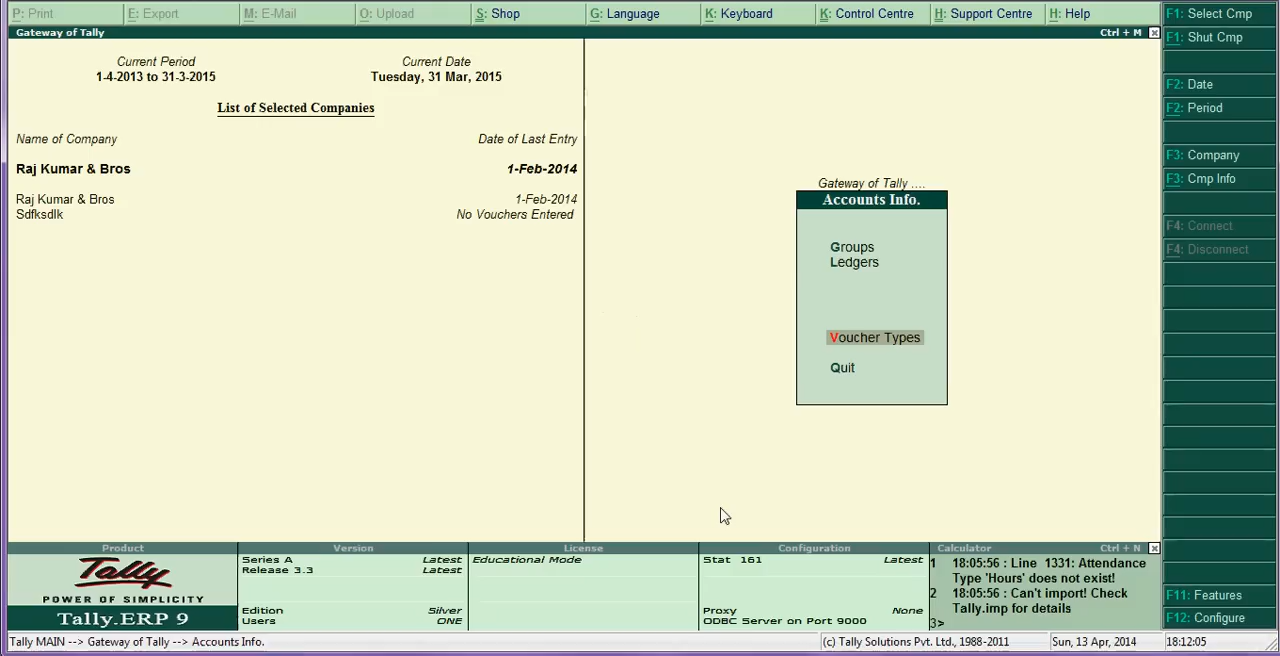 P: Print E: Export M: E-Mail O: Upload S: Shop G: Language K: Keyboard K: Control Centre H: Support Centre H: Help
Gateway of Tally Ctrl + M
Current Period Current Date
1-4-2013 to 31-3-2015 Tuesday, 31 Mar, 2015
List of Selected Companies
Name of Company Date of Last Entry
Raj Kumar & Bros 1-Feb-2014
Raj Kumar & Bros 1-Feb-2014
Sdfksdlk No Vouchers Entered
Gateway of Tally ....
Accounts Info.
Groups
Ledgers
Voucher Types
Quit
F1: Select Cmp
F1: Shut Cmp
F2: Date
F2: Period
F3: Company
F3: Cmp Info
F4: Connect
F4: Disconnect
F11: Features
F12: Configure
Product
Tally
POWER OF SIMPLICITY
Tally.ERP 9
Version
Series A Latest
Release 3.3 Latest
Edition Silver
Users ONE
License
Educational Mode
Configuration
Stat 161 Latest
Proxy None
ODBC Server on Port 9000
Calculator Ctrl + N
1 18:05:56 : Line 1331: Attendance
Type 'Hours' does not exist!
2 18:05:56 : Can't import! Check
Tally.imp for details
3>
Tally MAIN --> Gateway of Tally --> Accounts Info. (c) Tally Solutions Pvt. Ltd., 1988-2011 Sun, 13 Apr, 2014 18:12:05